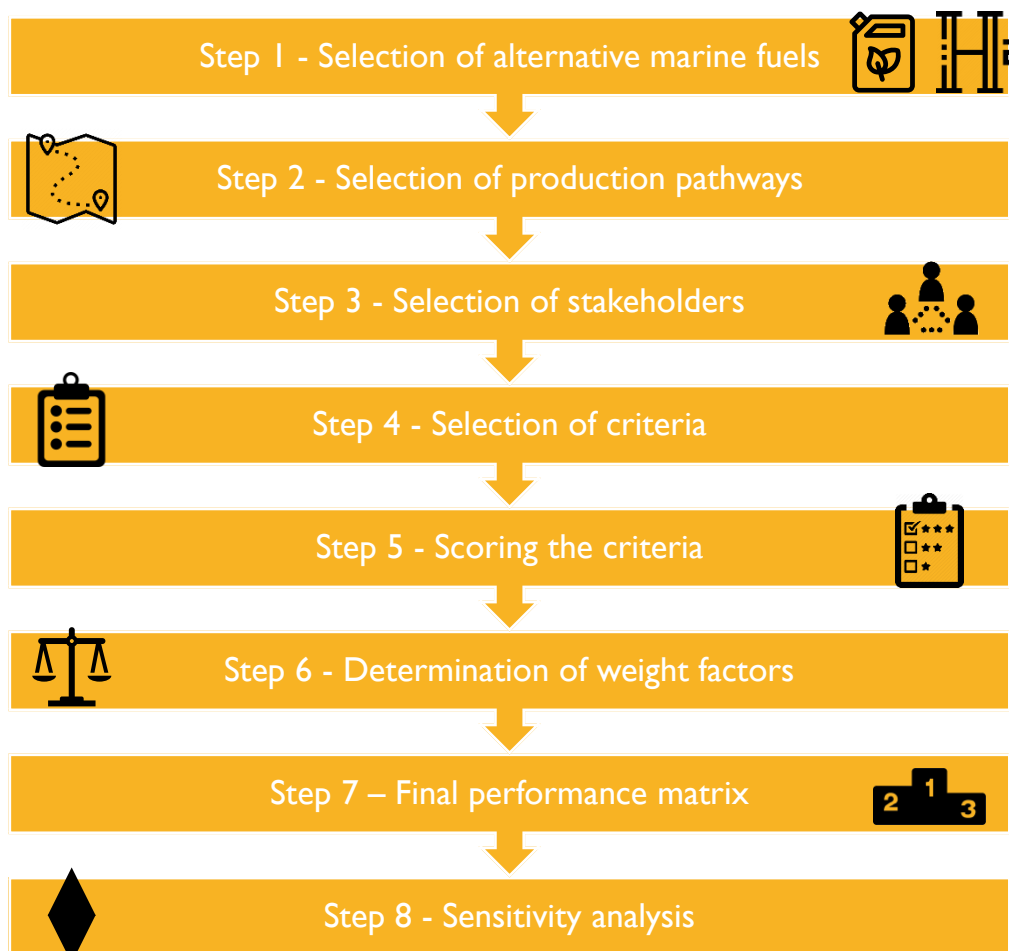 Step 1 - Selection of alternative marine fuels
Step 2 - Selection of production pathways
Step 3 - Selection of stakeholders
Step 4 - Selection of criteria
Step 5 - Scoring the criteria
Step 6 - Determination of weight factors
Step 7 – Final performance matrix
2 1 3
Step 8 - Sensitivity analysis